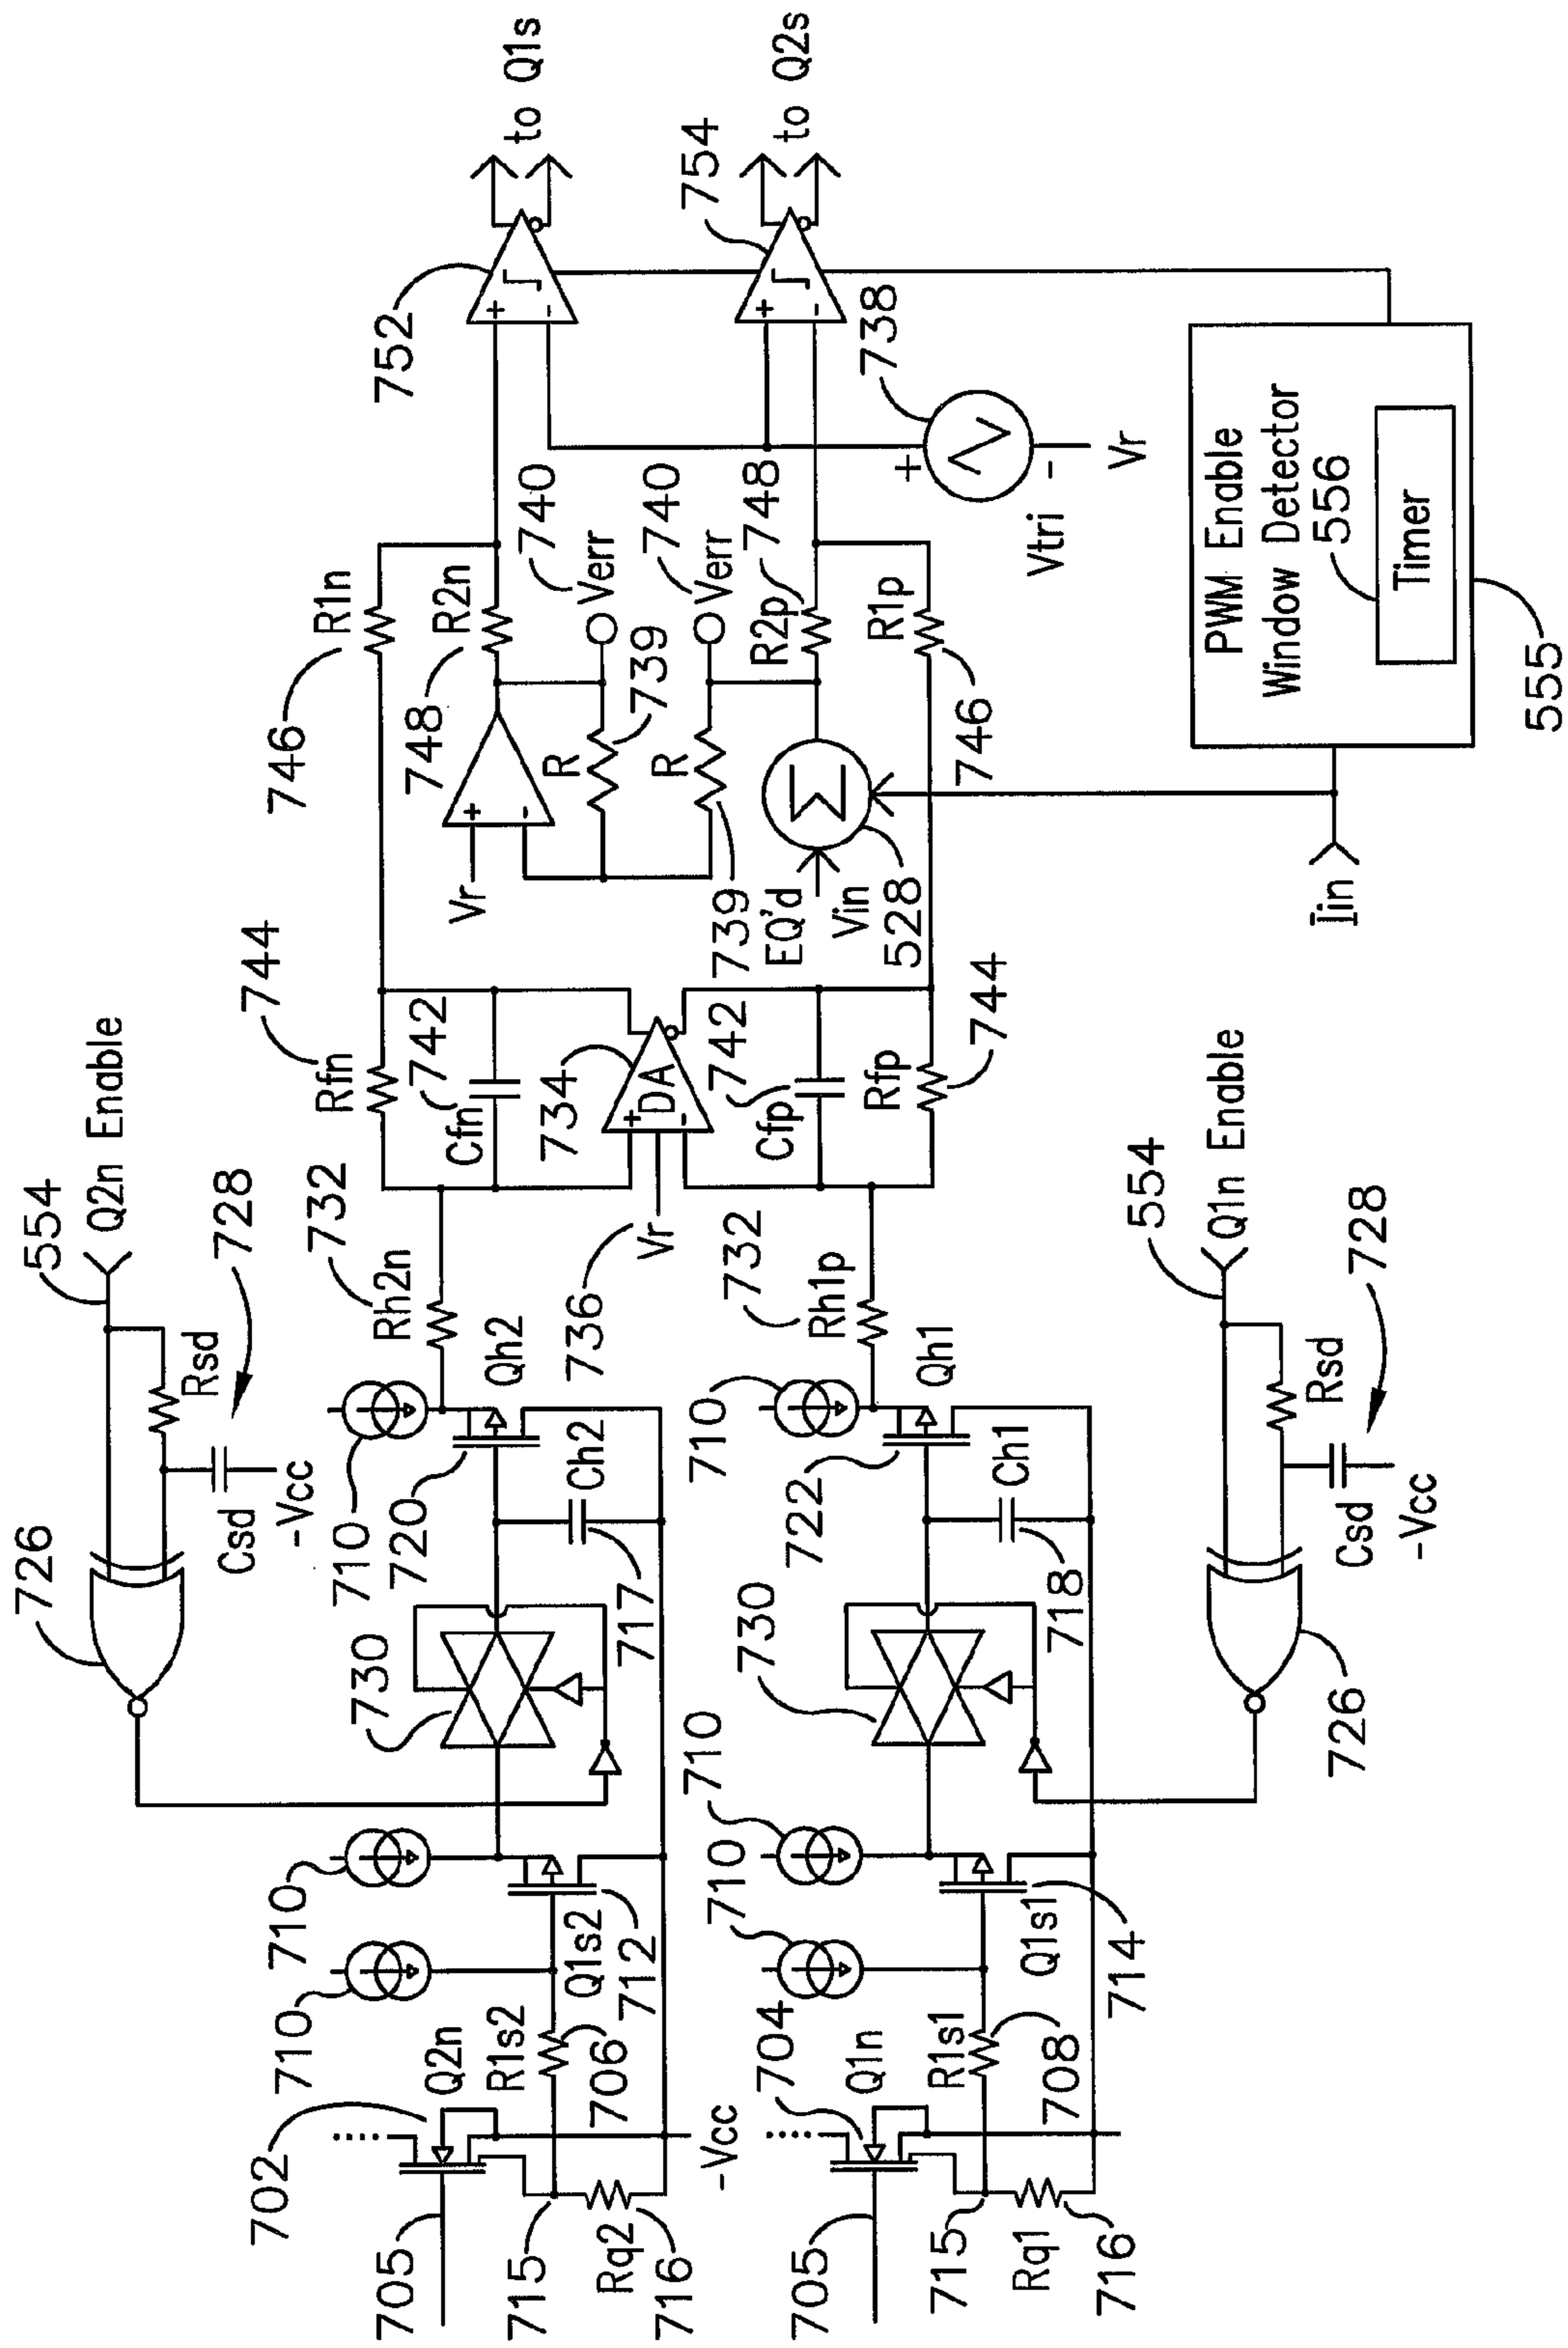 554
Q2n Enable
726
Rsd
728
Csd
-Vcc
744
732
Rfn
746
R1n
752
to Q1s
742
Cfn
748
R2n
740
Verr
+
-
702
705
Q2n
710
710
R1s2
706
Q1s2
712
715
Rq2
716
-Vcc
730
710
720
Qh2
Rh2n
Ch2
717
734
+
DA
-
736
Vr
Vr
+
-
R
739
R
739
740
Verr
742
Cfp
Rfp
744
EQ'd
Vin
528
Σ
R2p
748
R1p
746
754
to Q2s
+
-
738
+
-
Vtri
Vr
704
705
Q1n
710
710
R1s1
708
Q1s1
714
715
Rq1
716
730
710
722
Qh1
732
Rh1p
Ch1
718
554
Q1n Enable
726
Rsd
728
Csd
-Vcc
Iin
PWM Enable
Window Detector
556
Timer
555